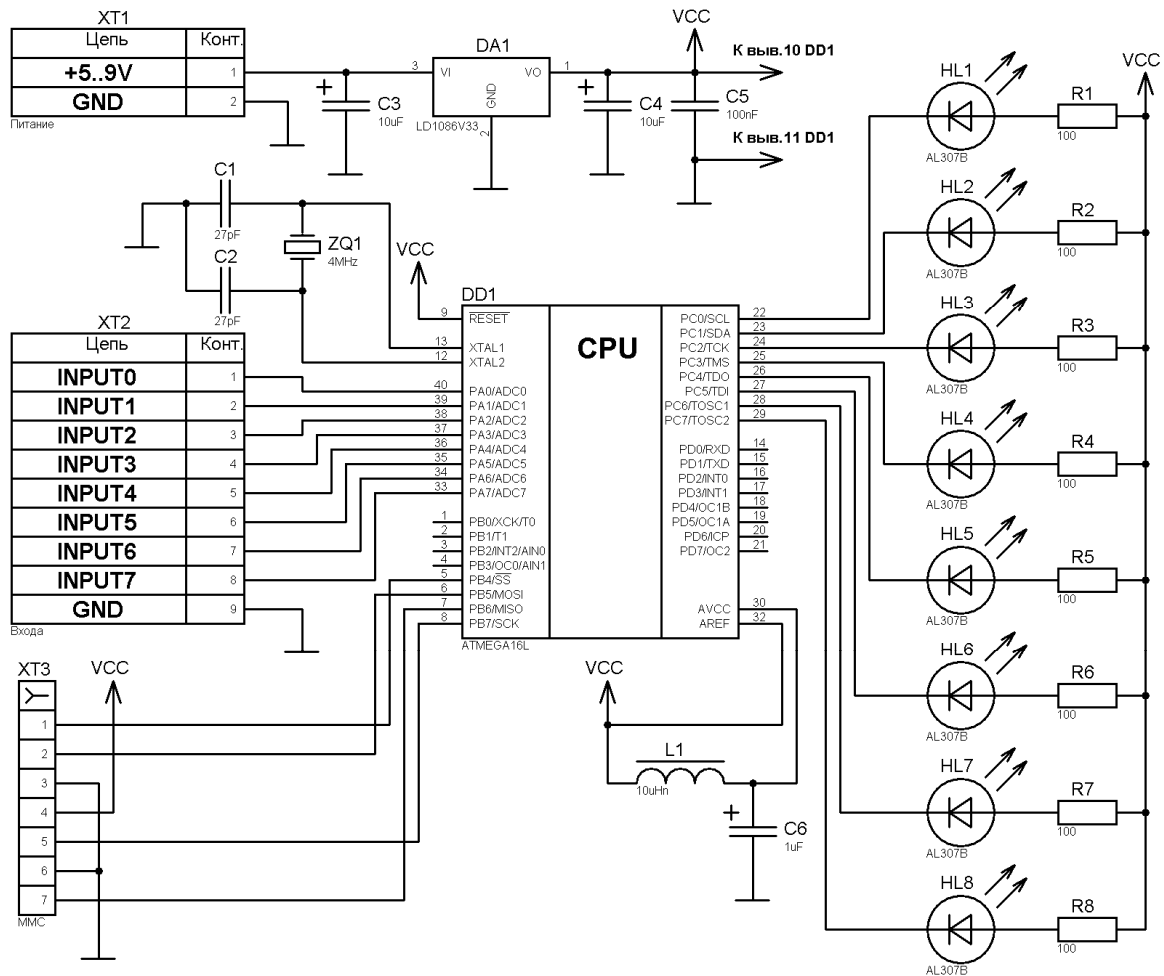 XT1
Цепь Конт.
+5..9V 1
GND 2
Питание
DA1
3 VI VO 1
GND
2
LD1086V33
C3
10uF
C4
10uF
VCC
C5
100nF
К выв.10 DD1
К выв.11 DD1
C1
27pF
C2
27pF
ZQ1
4MHz
VCC
XT2
Цепь Конт.
INPUT0 1
INPUT1 2
INPUT2 3
INPUT3 4
INPUT4 5
INPUT5 6
INPUT6 7
INPUT7 8
GND 9
Входа
DD1
CPU
9 RESET
13 XTAL1
12 XTAL2
40 PA0/ADC0
39 PA1/ADC1
38 PA2/ADC2
37 PA3/ADC3
36 PA4/ADC4
35 PA5/ADC5
34 PA6/ADC6
33 PA7/ADC7
1 PB0/XCK/T0
2 PB1/T1
3 PB2/INT2/AIN0
4 PB3/OC0/AIN1
5 PB4/SS
6 PB5/MOSI
7 PB6/MISO
8 PB7/SCK
PC0/SCL 22
PC1/SDA 23
PC2/TCK 24
PC3/TMS 25
PC4/TDO 26
PC5/TDI 27
PC6/TOSC1 28
PC7/TOSC2 29
PD0/RXD 14
PD1/TXD 15
PD2/INT0 16
PD3/INT1 17
PD4/OC1B 18
PD5/OC1A 19
PD6/ICP 20
PD7/OC2 21
AVCC 30
AREF 32
ATMEGA16L
XT3
1
2
3
4
5
6
7
MMC
VCC
VCC
L1
10uHn
C6
1uF
VCC
HL1
AL307B
R1
100
HL2
AL307B
R2
100
HL3
AL307B
R3
100
HL4
AL307B
R4
100
HL5
AL307B
R5
100
HL6
AL307B
R6
100
HL7
AL307B
R7
100
HL8
AL307B
R8
100